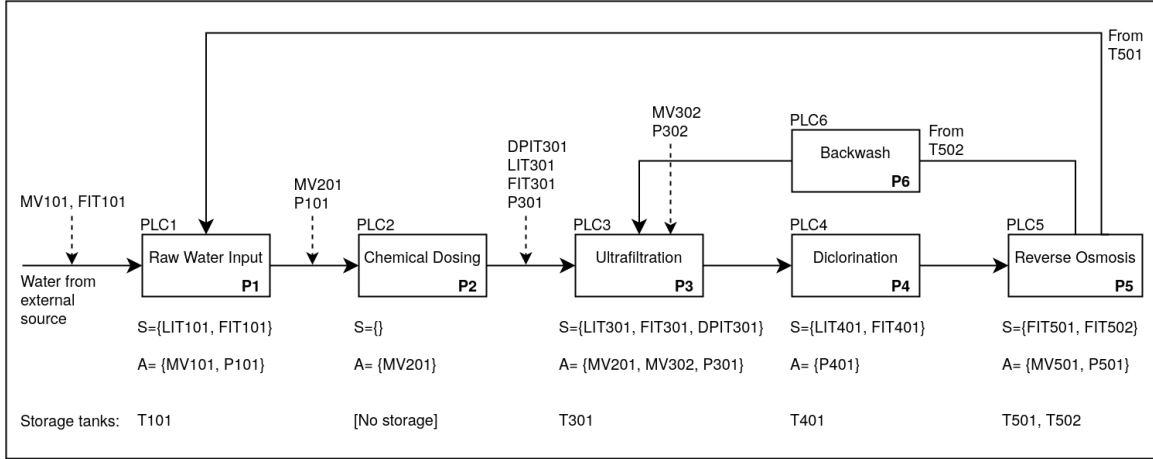 From
T501
MV302
P302
PLC6
Backwash
P6
From
T502
DPIT301
LIT301
FIT301
P301
MV201
P101
MV101, FIT101
PLC1
Raw Water Input
P1
PLC2
Chemical Dosing
P2
PLC3
Ultrafiltration
P3
PLC4
Diclorination
P4
PLC5
Reverse Osmosis
P5
Water from
external
source
S={LIT101, FIT101}
S={}
S={LIT301, FIT301, DPIT301}
S={LIT401, FIT401}
S={FIT501, FIT502}
A= {MV101, P101}
A= {MV201}
A= {MV201, MV302, P301}
A= {P401}
A= {MV501, P501}
Storage tanks:
T101
[No storage]
T301
T401
T501, T502